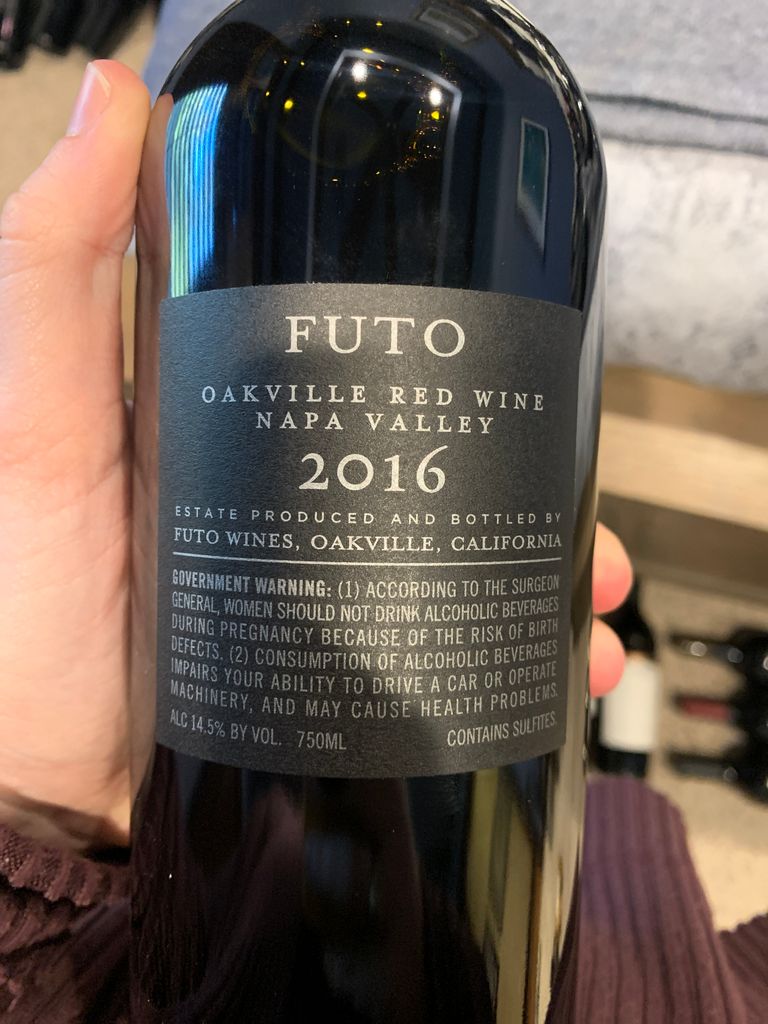 FUTO
OAKVILLE RED WINE
NAPA VALLEY
2016
ESTATE PRODUCED AND BOTTLED BY
FUTO WINES, OAKVILLE, CALIFORNIA
GOVERNMENT WARNING: (1) ACCORDING TO THE SURGEON
GENERAL, WOMEN SHOULD NOT DRINK ALCOHOLIC BEVERAGES
DURING PREGNANCY BECAUSE OF THE RISK OF BIRTH
DEFECTS. (2) CONSUMPTION OF ALCOHOLIC BEVERAGES
IMPAIRS YOUR ABILITY TO DRIVE A CAR OR OPERATE
MACHINERY, AND MAY CAUSE HEALTH PROBLEMS.
ALC 14.5% BY VOL. 750ML CONTAINS SULFITES.